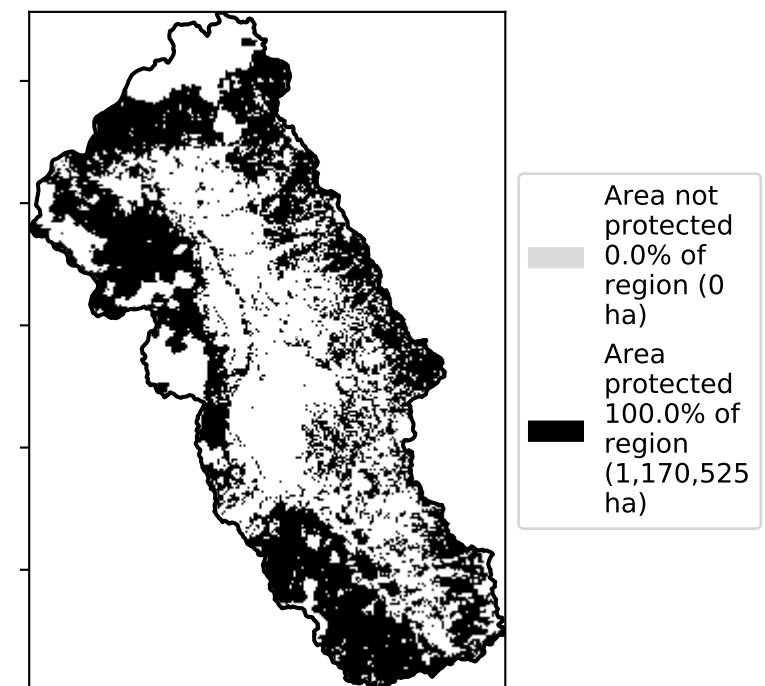 Area not
protected
0.0% of
region (0
ha)
Area
protected
100.0% of
region
(1,170,525
ha)